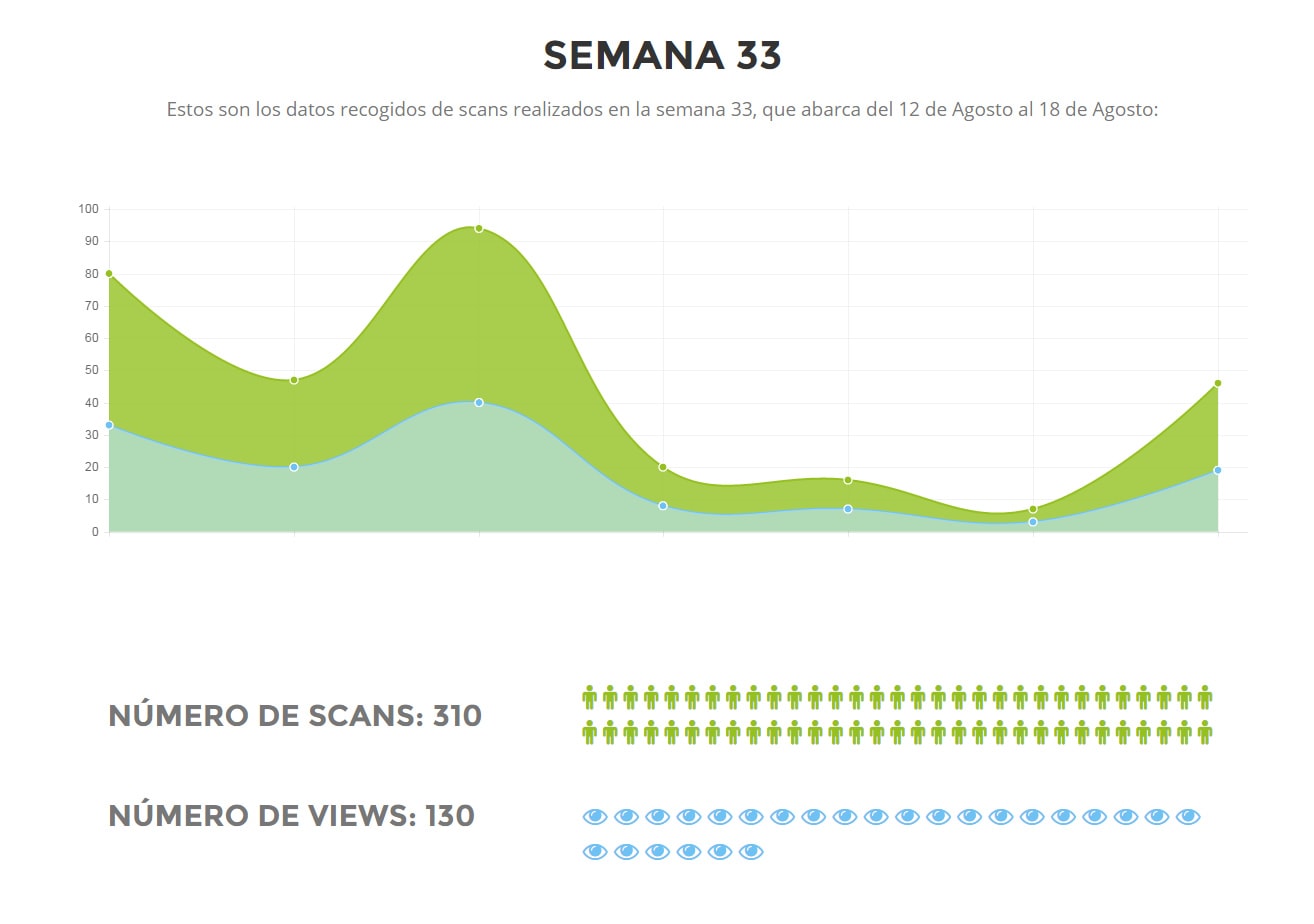 SEMANA 33
Estos son los datos recogidos de scans realizados en la semana 33, que abarca del 12 de Agosto al 18 de Agosto:
100
90
80
70
60
50
40
30
20
10
0
NÚMERO DE SCANS: 310
NÚMERO DE VIEWS: 130